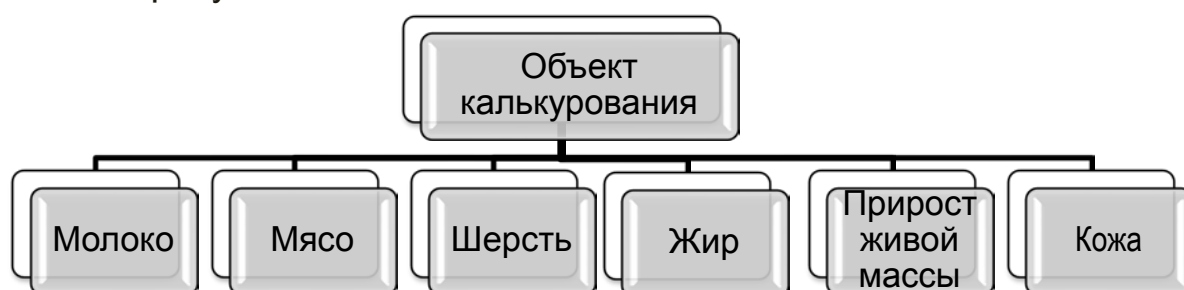 Объект
калькурования
Молоко
Мясо
Шерсть
Жир
Прирост
живой
массы
Кожа